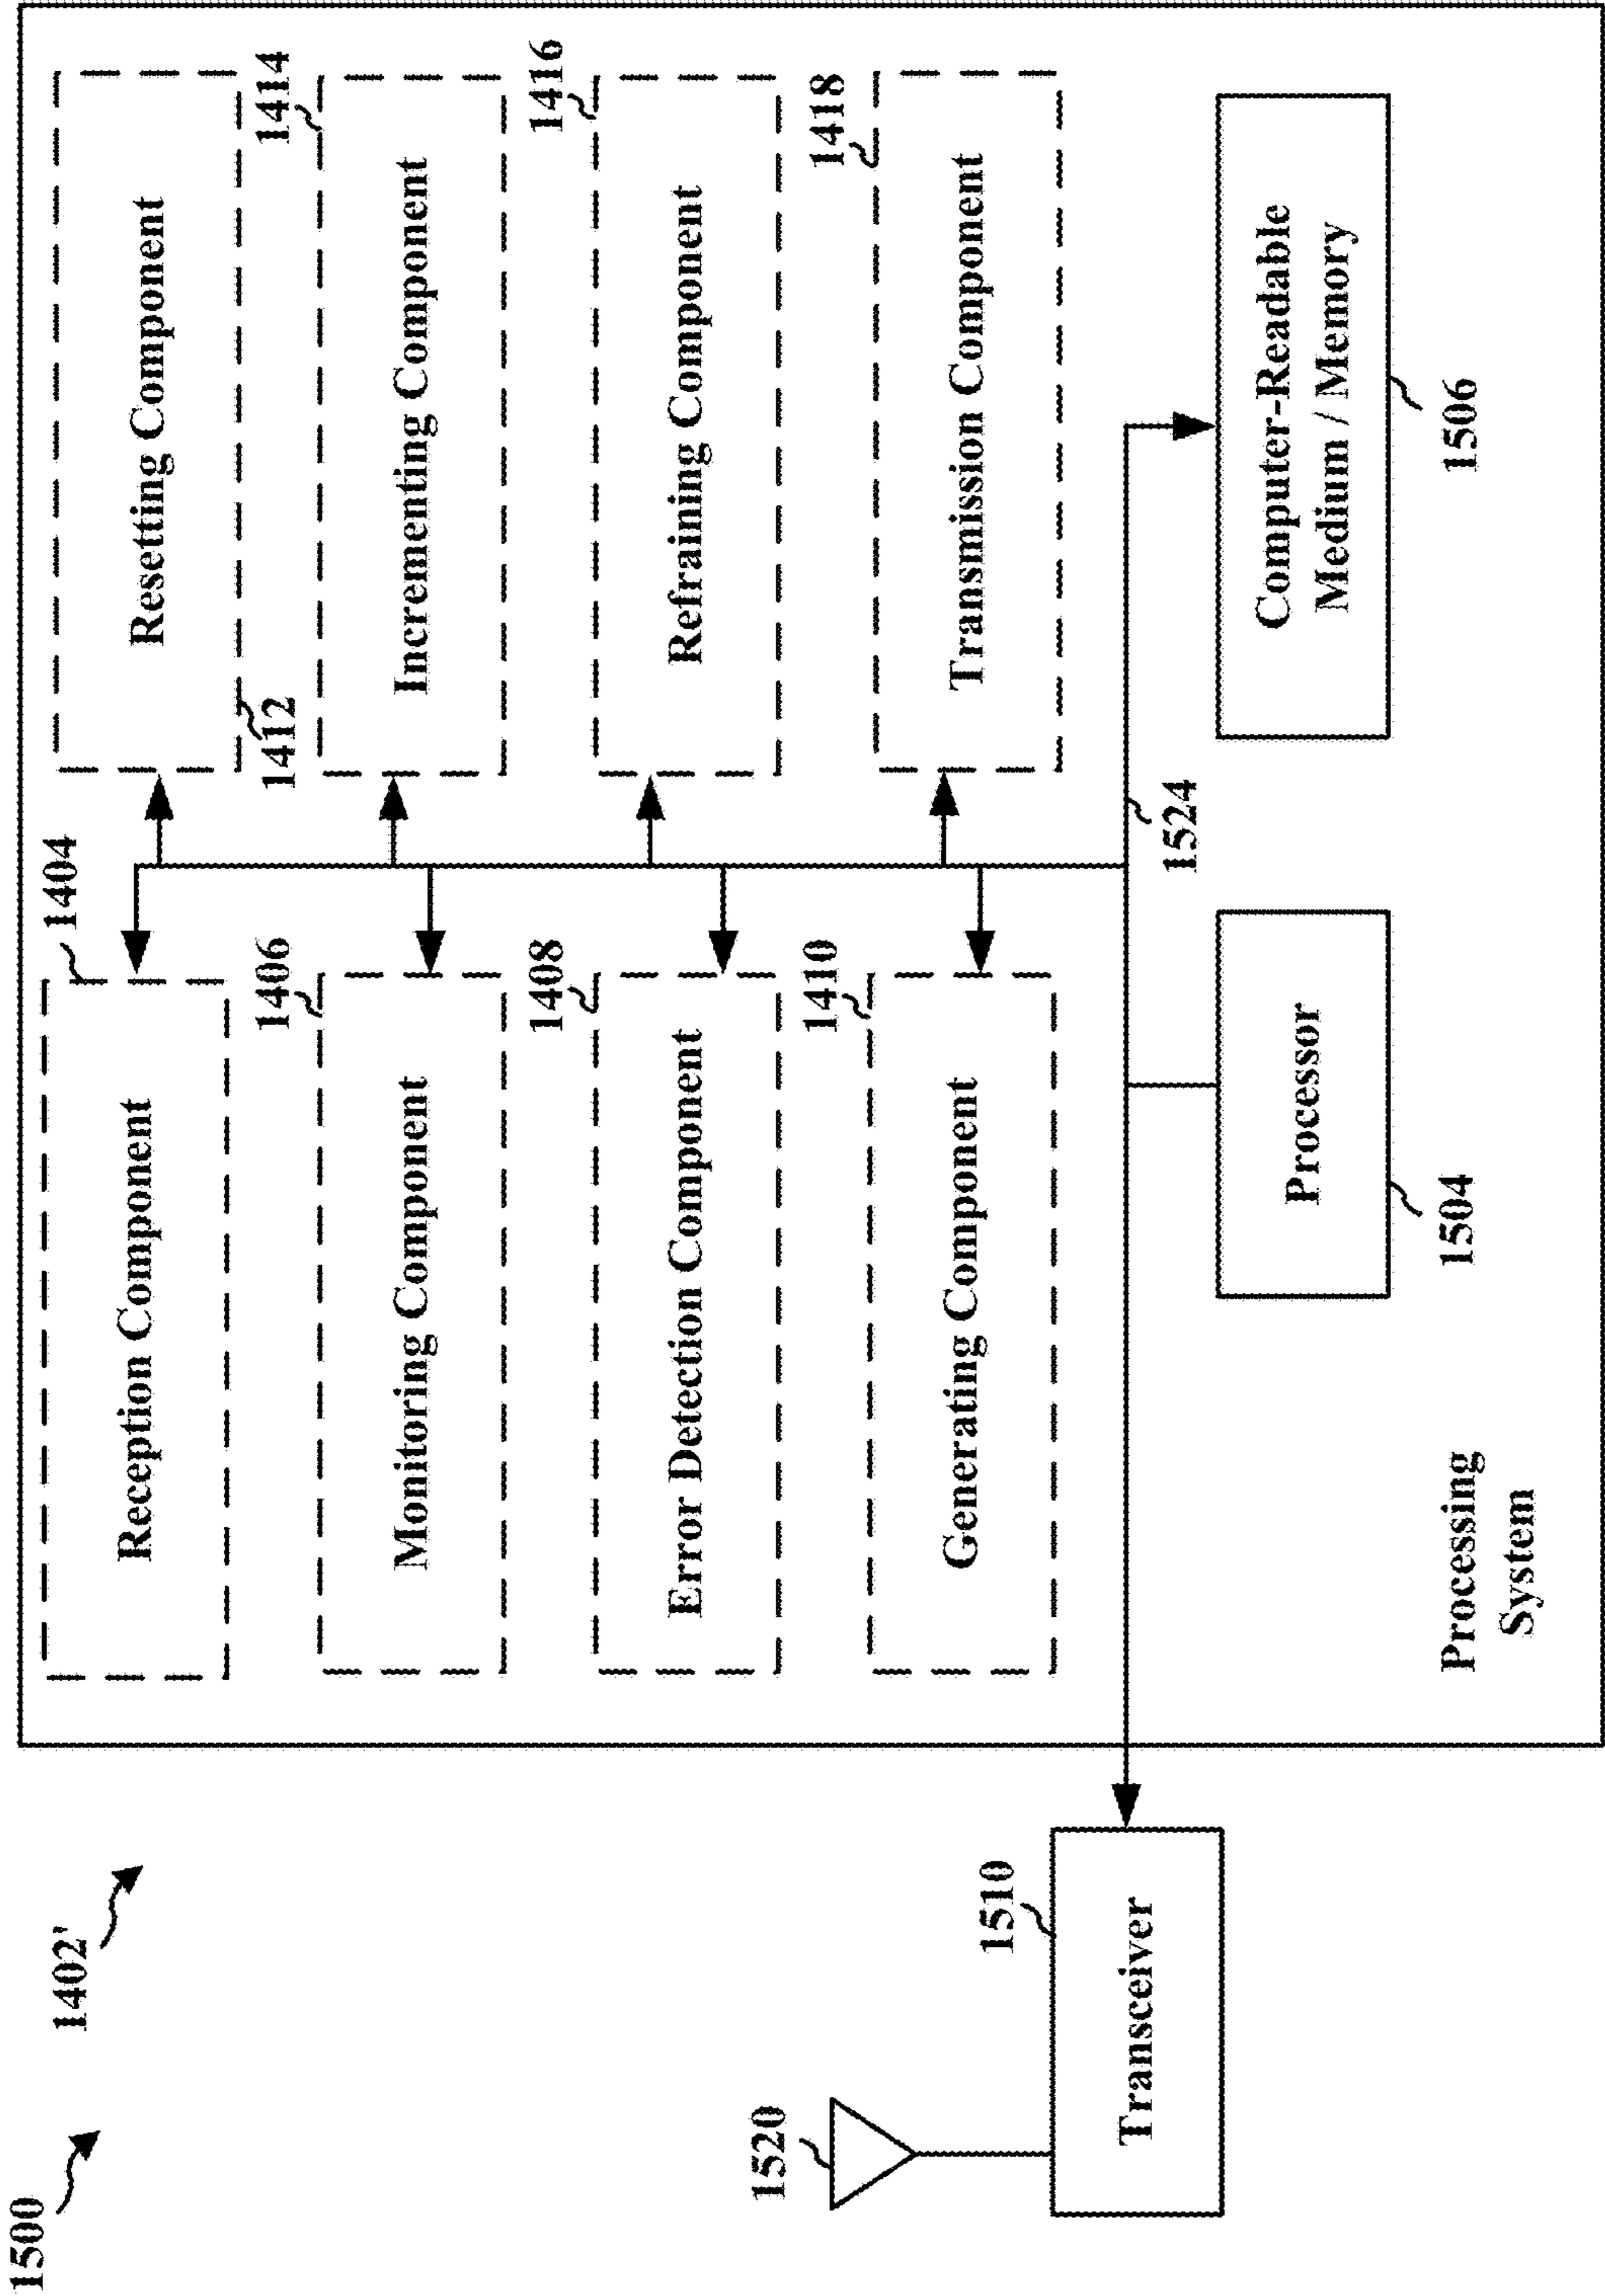 1500
1402'
1404
Reception Component
Resetting Component
1412
1406
Monitoring Component
1414
Incrementing Component
1408
Error Detection Component
1416
Refraining Component
1410
Generating Component
1418
Transmission Component
1520
1510
Transceiver
1524
Processor
1504
Computer-Readable
Medium / Memory
1506
Processing
System